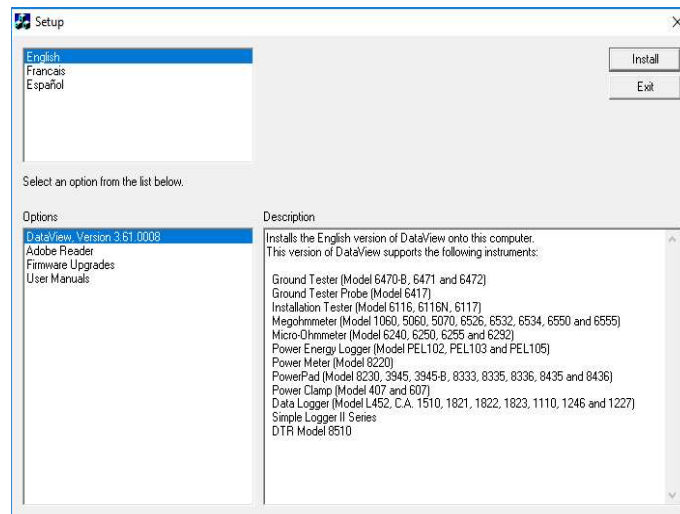 Setup
English
Francais
Español
Install
Exit
Select an option from the list below.
Options
DataView, Version 3.61.0008
Adobe Reader
Firmware Upgrades
User Manuals
Description
Installs the English version of DataView onto this computer.
This version of DataView supports the following instruments:
Ground Tester (Model 6470-B, 6471 and 6472)
Ground Tester Probe (Model 6417)
Installation Tester (Model 6116, 6116N, 6117)
Megohmmeter (Model 1060, 5060, 5070, 6526, 6532, 6534, 6550 and 6555)
Micro-Ohmmeter (Model 6240, 6250, 6255 and 6292)
Power Energy Logger (Model PEL102, PEL103 and PEL105)
Power Meter (Model 8220)
PowerPad (Model 8230, 3945, 3945-B, 8333, 8335, 8336, 8435 and 8436)
Power Clamp (Model 407 and 607)
Data Logger (Model L452, C.A. 1510, 1821, 1822, 1823, 1110, 1246 and 1227)
Simple Logger II Series
DTR Model 8510